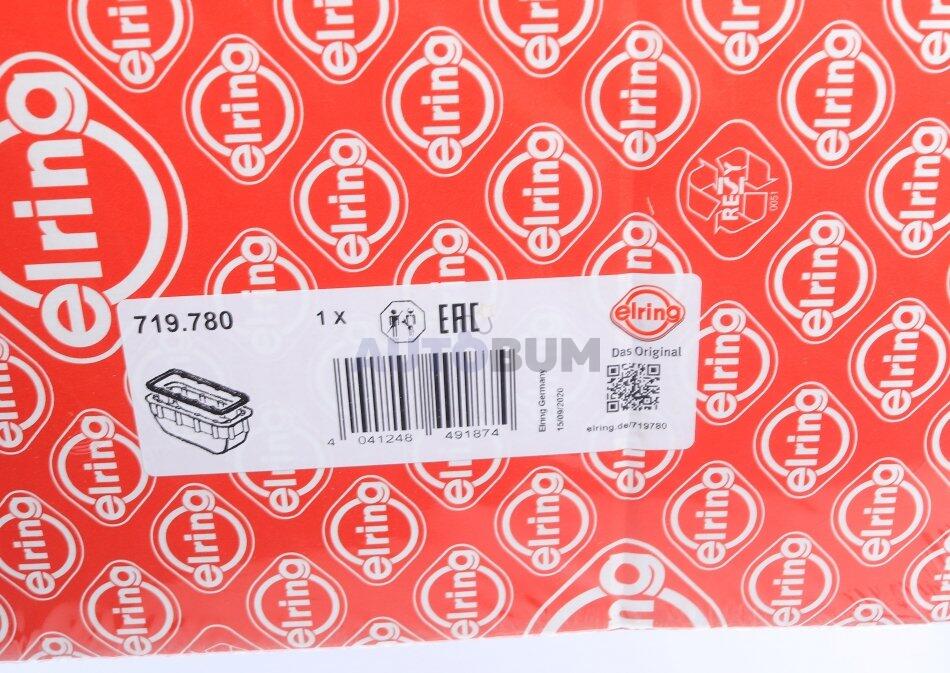 elring
RESY
0051
719.780
1 X
EAC
elring
Das Original
AUTOBUM
4 041248 491874
Elring Germany
15/09/2020
elring.de/719780